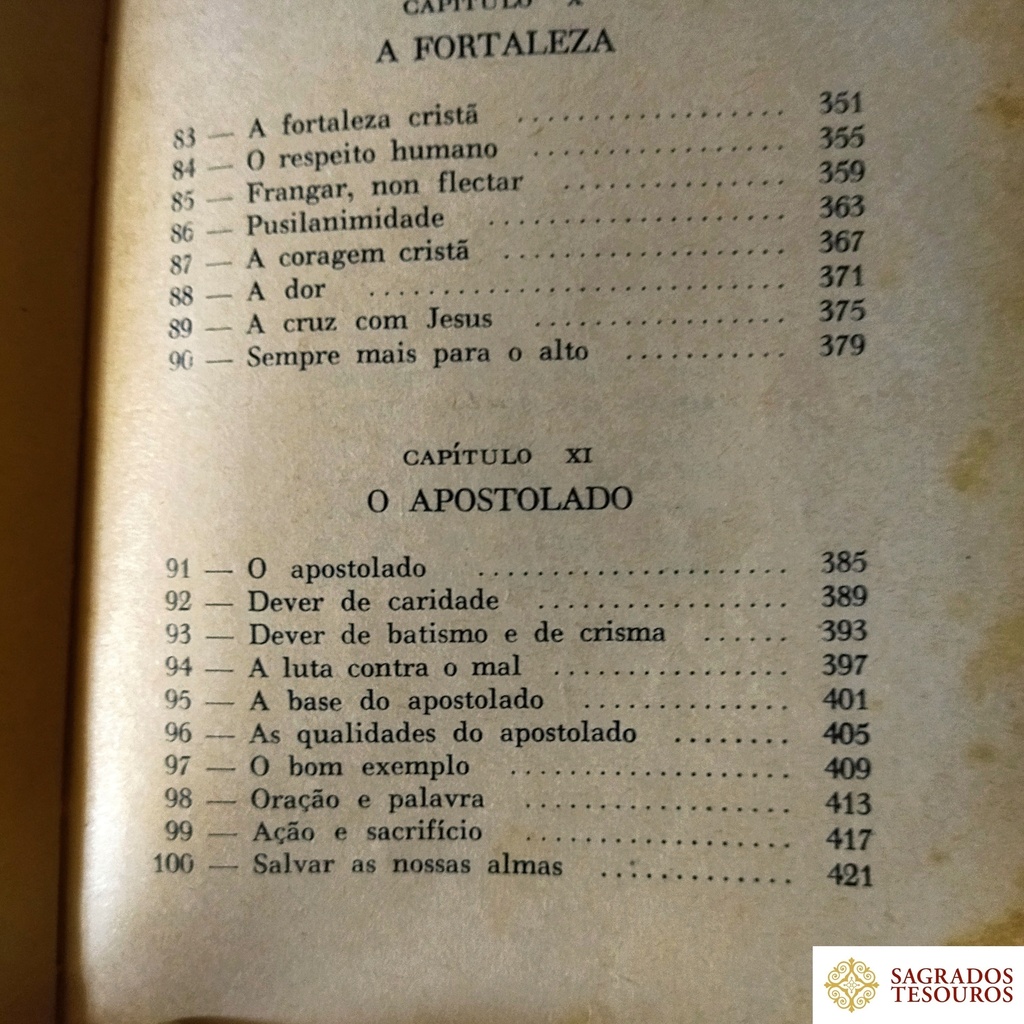 CAPÍTULO X
A FORTALEZA
83 — A fortaleza cristã .................. 351
84 — O respeito humano ................. 355
85 — Frangar, non flectar ............... 359
86 — Pusilanimidade .................... 363
87 — A coragem cristã ................... 367
88 — A dor ............................ 371
89 — A cruz com Jesus ................. 375
90 — Sempre mais para o alto ........... 379
CAPÍTULO XI
O APOSTOLADO
91 — O apostolado ..................... 385
92 — Dever de caridade ................. 389
93 — Dever de batismo e de crisma ...... 393
94 — A luta contra o mal ................ 397
95 — A base do apostolado .............. 401
96 — As qualidades do apostolado ........ 405
97 — O bom exemplo ................... 409
98 — Oração e palavra .................. 413
99 — Ação e sacrifício .................. 417
100 — Salvar as nossas almas ............. 421
SAGRADOS
TESOUROS